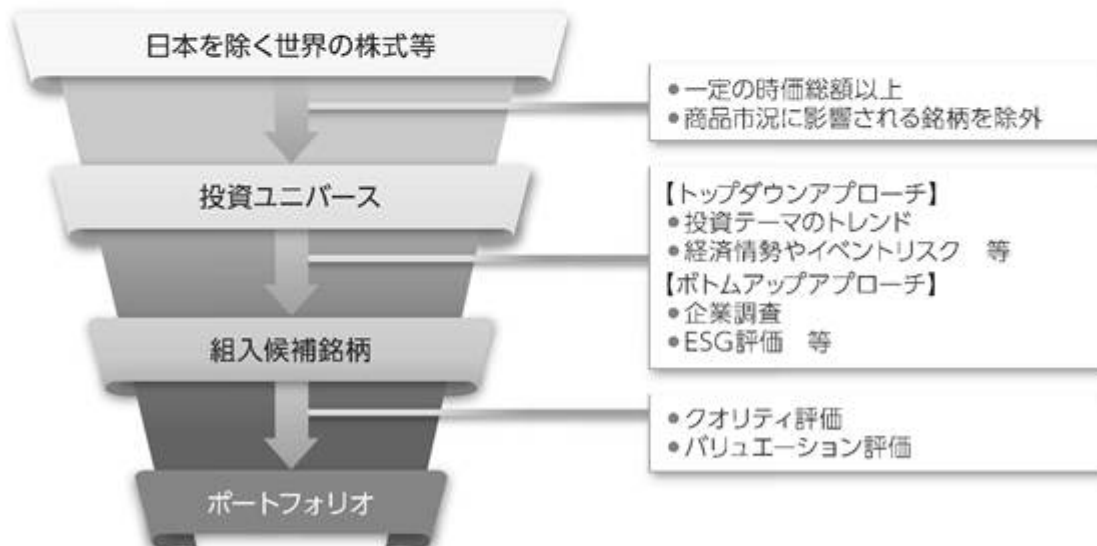 日本を除く世界の株式等
●一定の時価総額以上
●商品市況に影響される銘柄を除外
投資ユニバース
【トップダウンアプローチ】
●投資テーマのトレンド
●経済情勢やイベントリスク　等
【ボトムアップアプローチ】
●企業調査
●ESG評価　等
組入候補銘柄
●クオリティ評価
●バリュエーション評価
ポートフォリオ